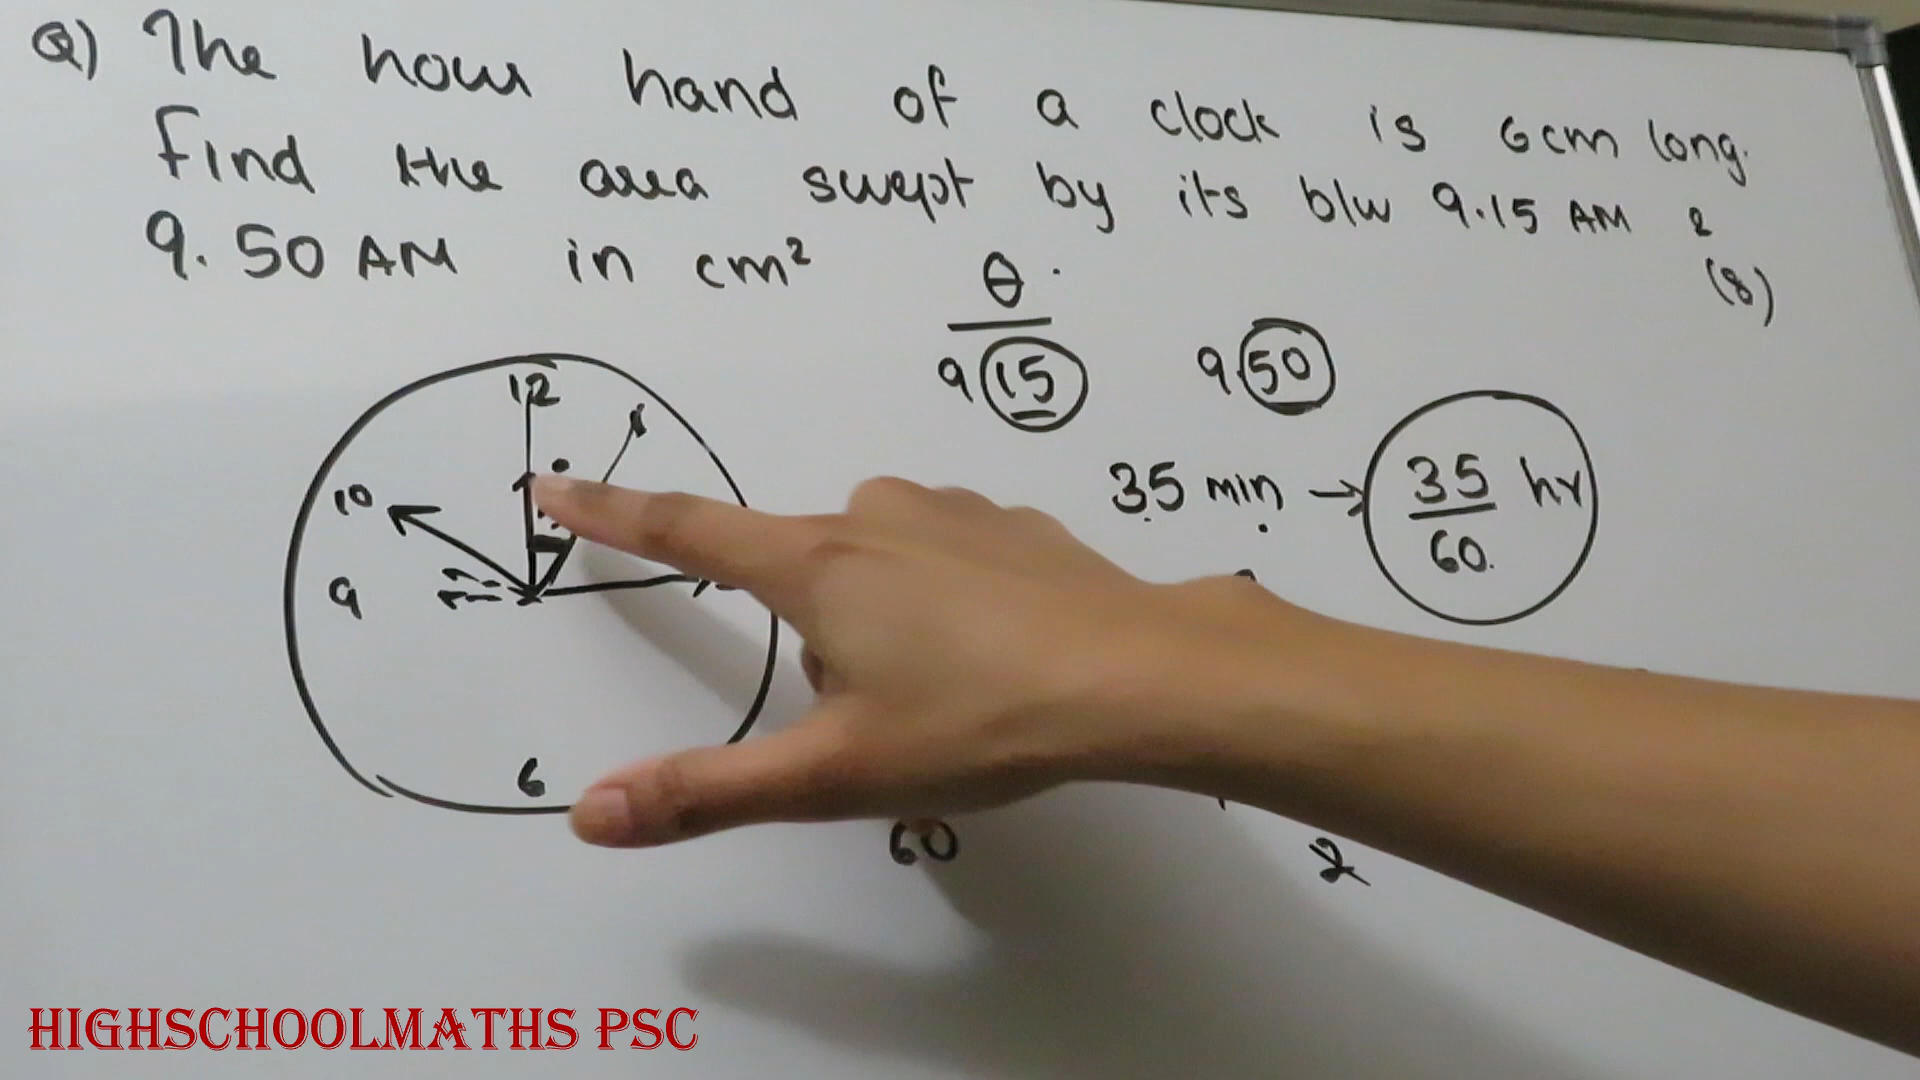 Q) The hour hand of a clock is 6cm long.
Find the area swept by its b/w 9.15 AM &
9.50 AM in cm²
(8)
θ
9 15 9 50
12
10
9
6
35 min → 35/60 hr
60
2
HIGHSCHOOLMATHS PSC